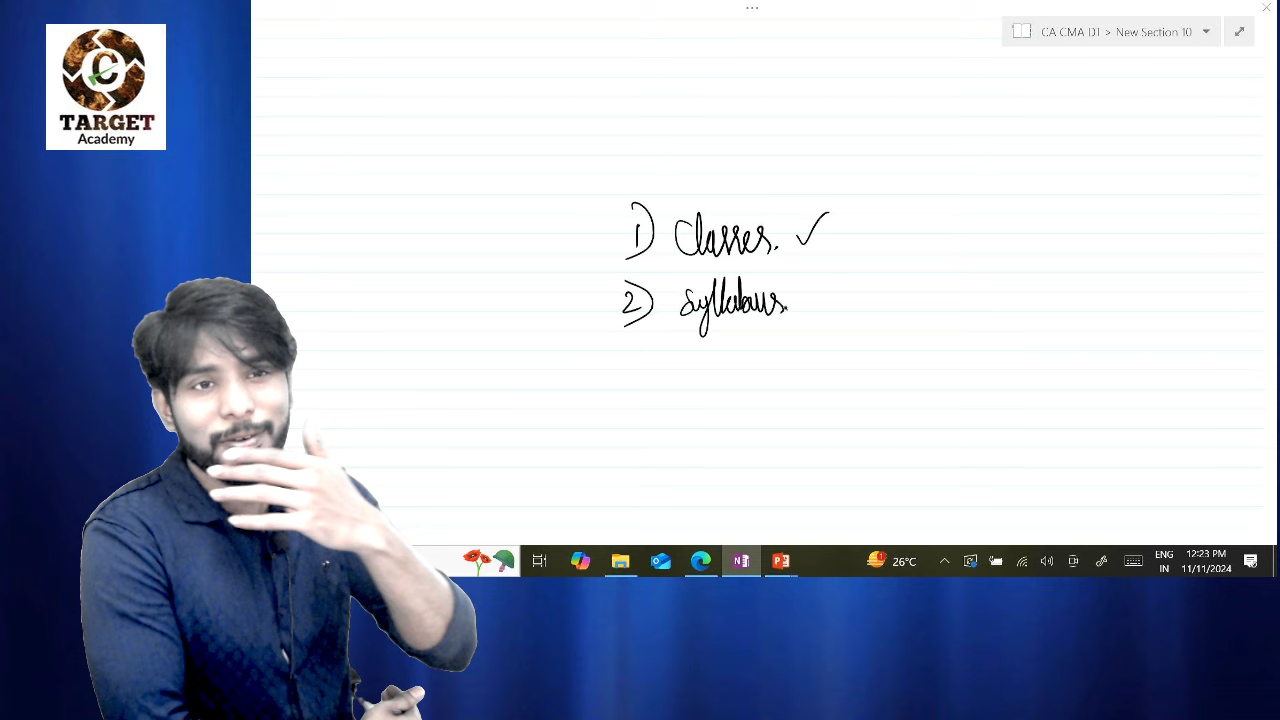 ...
CA CMA DT > New Section 10
C
TARGET
Academy
1) Classes. ✓
2) Syllabus.
26°C
ENG
IN
12:23 PM
11/11/2024